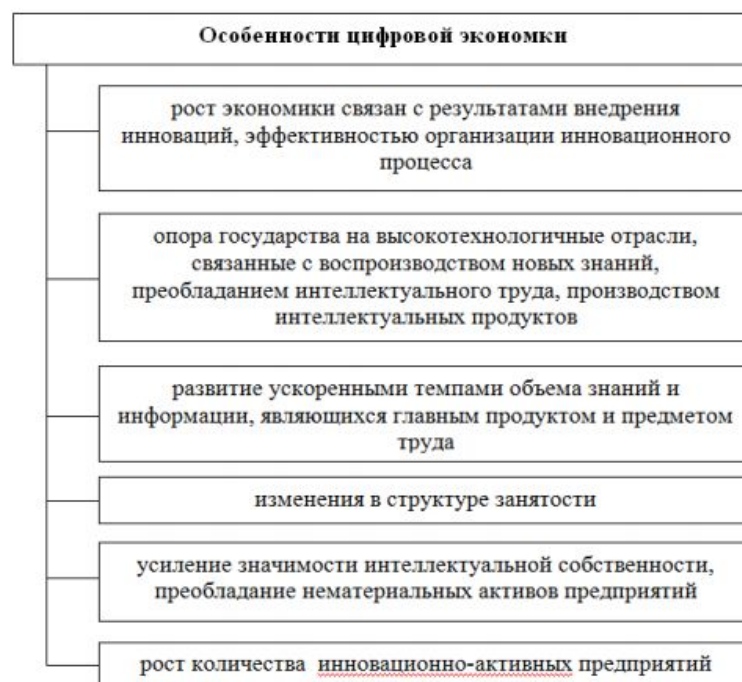 Особенности цифровой экономки
рост экономики связан с результатами внедрения
инноваций, эффективностью организации инновационного
процесса
опора государства на высокотехнологичные отрасли,
связанные с воспроизводством новых знаний,
преобладанием интеллектуального труда, производством
интеллектуальных продуктов
развитие ускоренными темпами объема знаний и
информации, являющихся главным продуктом и предметом
труда
изменения в структуре занятости
усиление значимости интеллектуальной собственности,
преобладание нематериальных активов предприятий
рост количества инновационно-активных предприятий